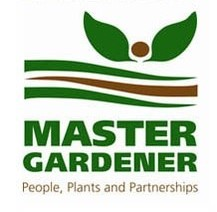 MASTER
GARDENER
People, Plants and Partnerships